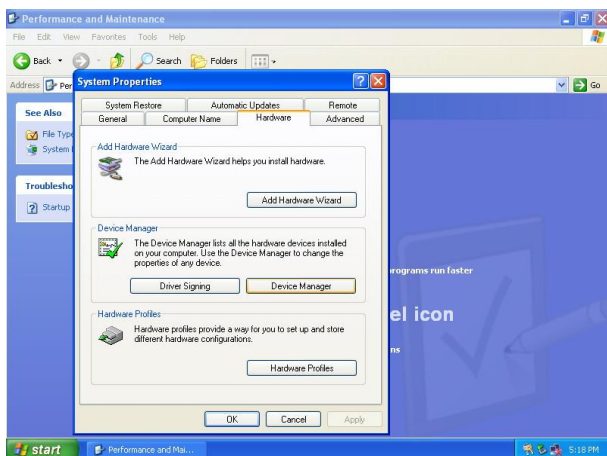 Performance and Maintenance
File Edit View Favorites Tools Help
Back Search Folders
Address Per Go
System Properties
System Restore Automatic Updates Remote
General Computer Name Hardware Advanced
See Also
File Type
System
Troublesho
Startup
Add Hardware Wizard
The Add Hardware Wizard helps you install hardware.
Add Hardware Wizard
Device Manager
The Device Manager lists all the hardware devices installed
on your computer. Use the Device Manager to change the
properties of any device.
Driver Signing Device Manager
Hardware Profiles
Hardware profiles provide a way for you to set up and store
different hardware configurations.
Hardware Profiles
OK Cancel Apply
rograms run faster
el icon
ns
start Performance and Mai... 5:18 PM